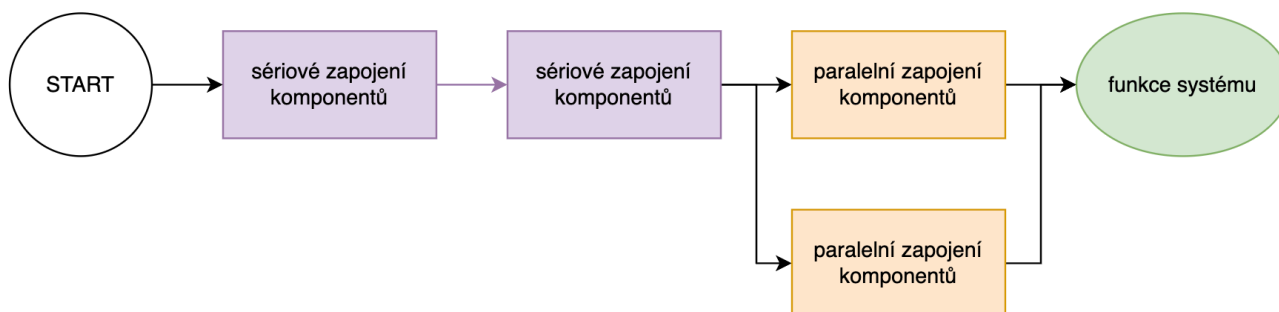 START
sériové zapojení
komponentů
sériové zapojení
komponentů
paralelní zapojení
komponentů
funkce systému
paralelní zapojení
komponentů